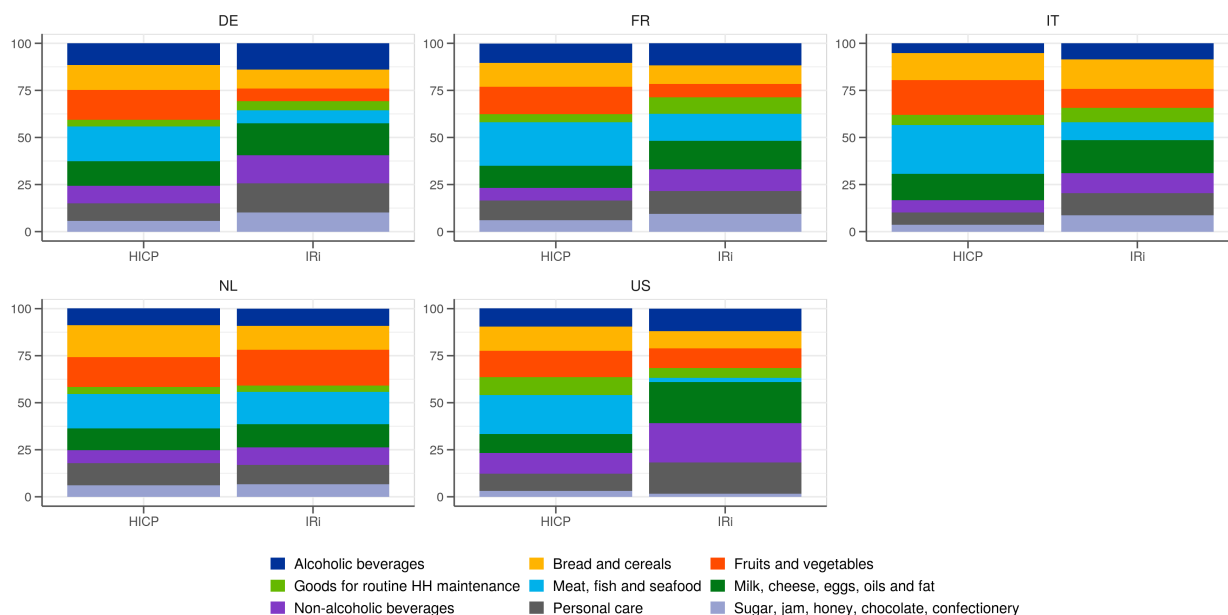 DE
FR
IT
100
75
50
25
0
100
75
50
25
0
100
75
50
25
0
HICP
IRi
HICP
IRi
HICP
IRi
NL
US
100
75
50
25
0
100
75
50
25
0
HICP
IRi
HICP
IRi
Alcoholic beverages
Bread and cereals
Fruits and vegetables
Goods for routine HH maintenance
Meat, fish and seafood
Milk, cheese, eggs, oils and fat
Non-alcoholic beverages
Personal care
Sugar, jam, honey, chocolate, confectionery